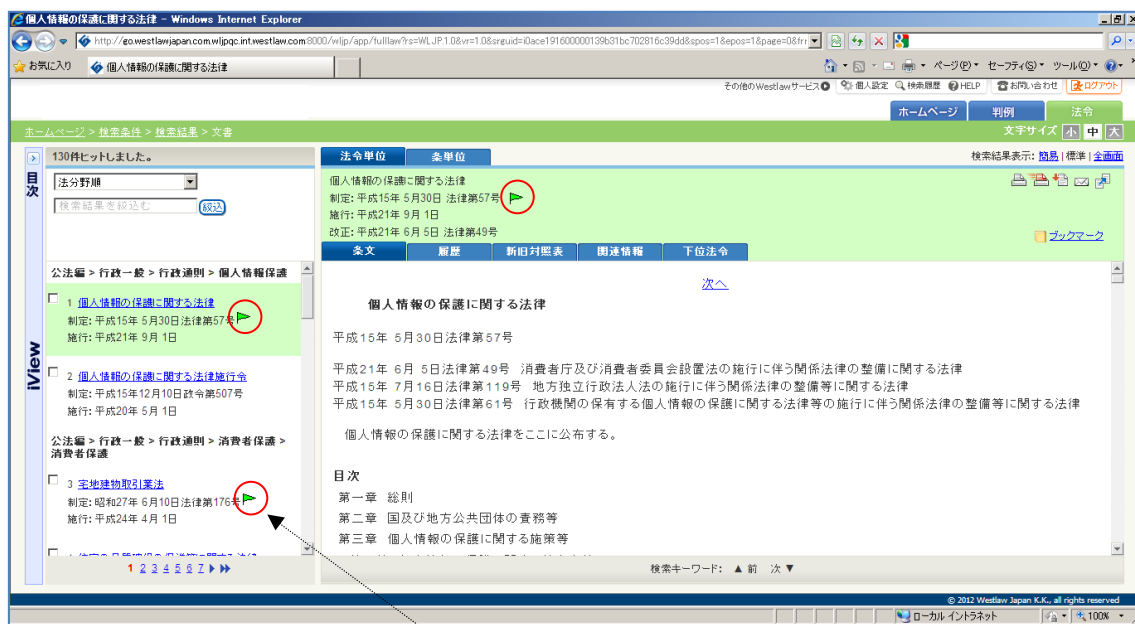 個人情報の保護に関する法律 - Windows Internet Explorer
http://go.westlawjapan.com.wljpqc.int.westlaw.com:8000/wljp/app/fulllaw?rs=WLJP.1.0&vr=1.0&srguid=i0ace191600000139b31bc702816c39dd&spos=1&epos=1&page=0&frr
お気に入り
個人情報の保護に関する法律
ページ(P) セーフティ(S) ツール(O)
その他のWestlawサービス 個人設定 検索履歴 HELP お問い合わせ ログアウト
ホームページ 判例 法令
ホームページ > 検索条件 > 検索結果 > 文書
文字サイズ 小 中 大
目次
iView
130件ヒットしました。
法分野順
検索結果を絞込む 絞込
公法編 > 行政一般 > 行政通則 > 個人情報保護
1 個人情報の保護に関する法律
制定: 平成15年 5月30日法律第57号
施行: 平成21年 9月 1日
2 個人情報の保護に関する法律施行令
制定: 平成15年12月10日政令第507号
施行: 平成20年 5月 1日
公法編 > 行政一般 > 行政通則 > 消費者保護 >
消費者保護
3 宅地建物取引業法
制定: 昭和27年 6月10日法律第176号
施行: 平成24年 4月 1日
1 2 3 4 5 6 7
法令単位 条単位
検索結果表示: 簡易 | 標準 | 全画面
個人情報の保護に関する法律
制定: 平成15年 5月30日 法律第57号
施行: 平成21年 9月 1日
改正: 平成21年 6月 5日 法律第49号
ブックマーク
条文 履歴 新旧対照表 関連情報 下位法令
次へ
個人情報の保護に関する法律
平成15年 5月30日法律第57号
平成21年 6月 5日法律第49号 消費者庁及び消費者委員会設置法の施行に伴う関係法律の整備に関する法律
平成15年 7月16日法律第119号 地方独立行政法人法の施行に伴う関係法律の整備等に関する法律
平成15年 5月30日法律第61号 行政機関の保有する個人情報の保護に関する法律等の施行に伴う関係法律の整備等に関する法律
個人情報の保護に関する法律をここに公布する。
目次
第一章 総則
第二章 国及び地方公共団体の責務等
第三章 個人情報の保護に関する施策等
検索キーワード: ▲ 前 次 ▼
© 2012 Westlaw Japan K.K., all rights reserved
ローカル イントラネット
100%